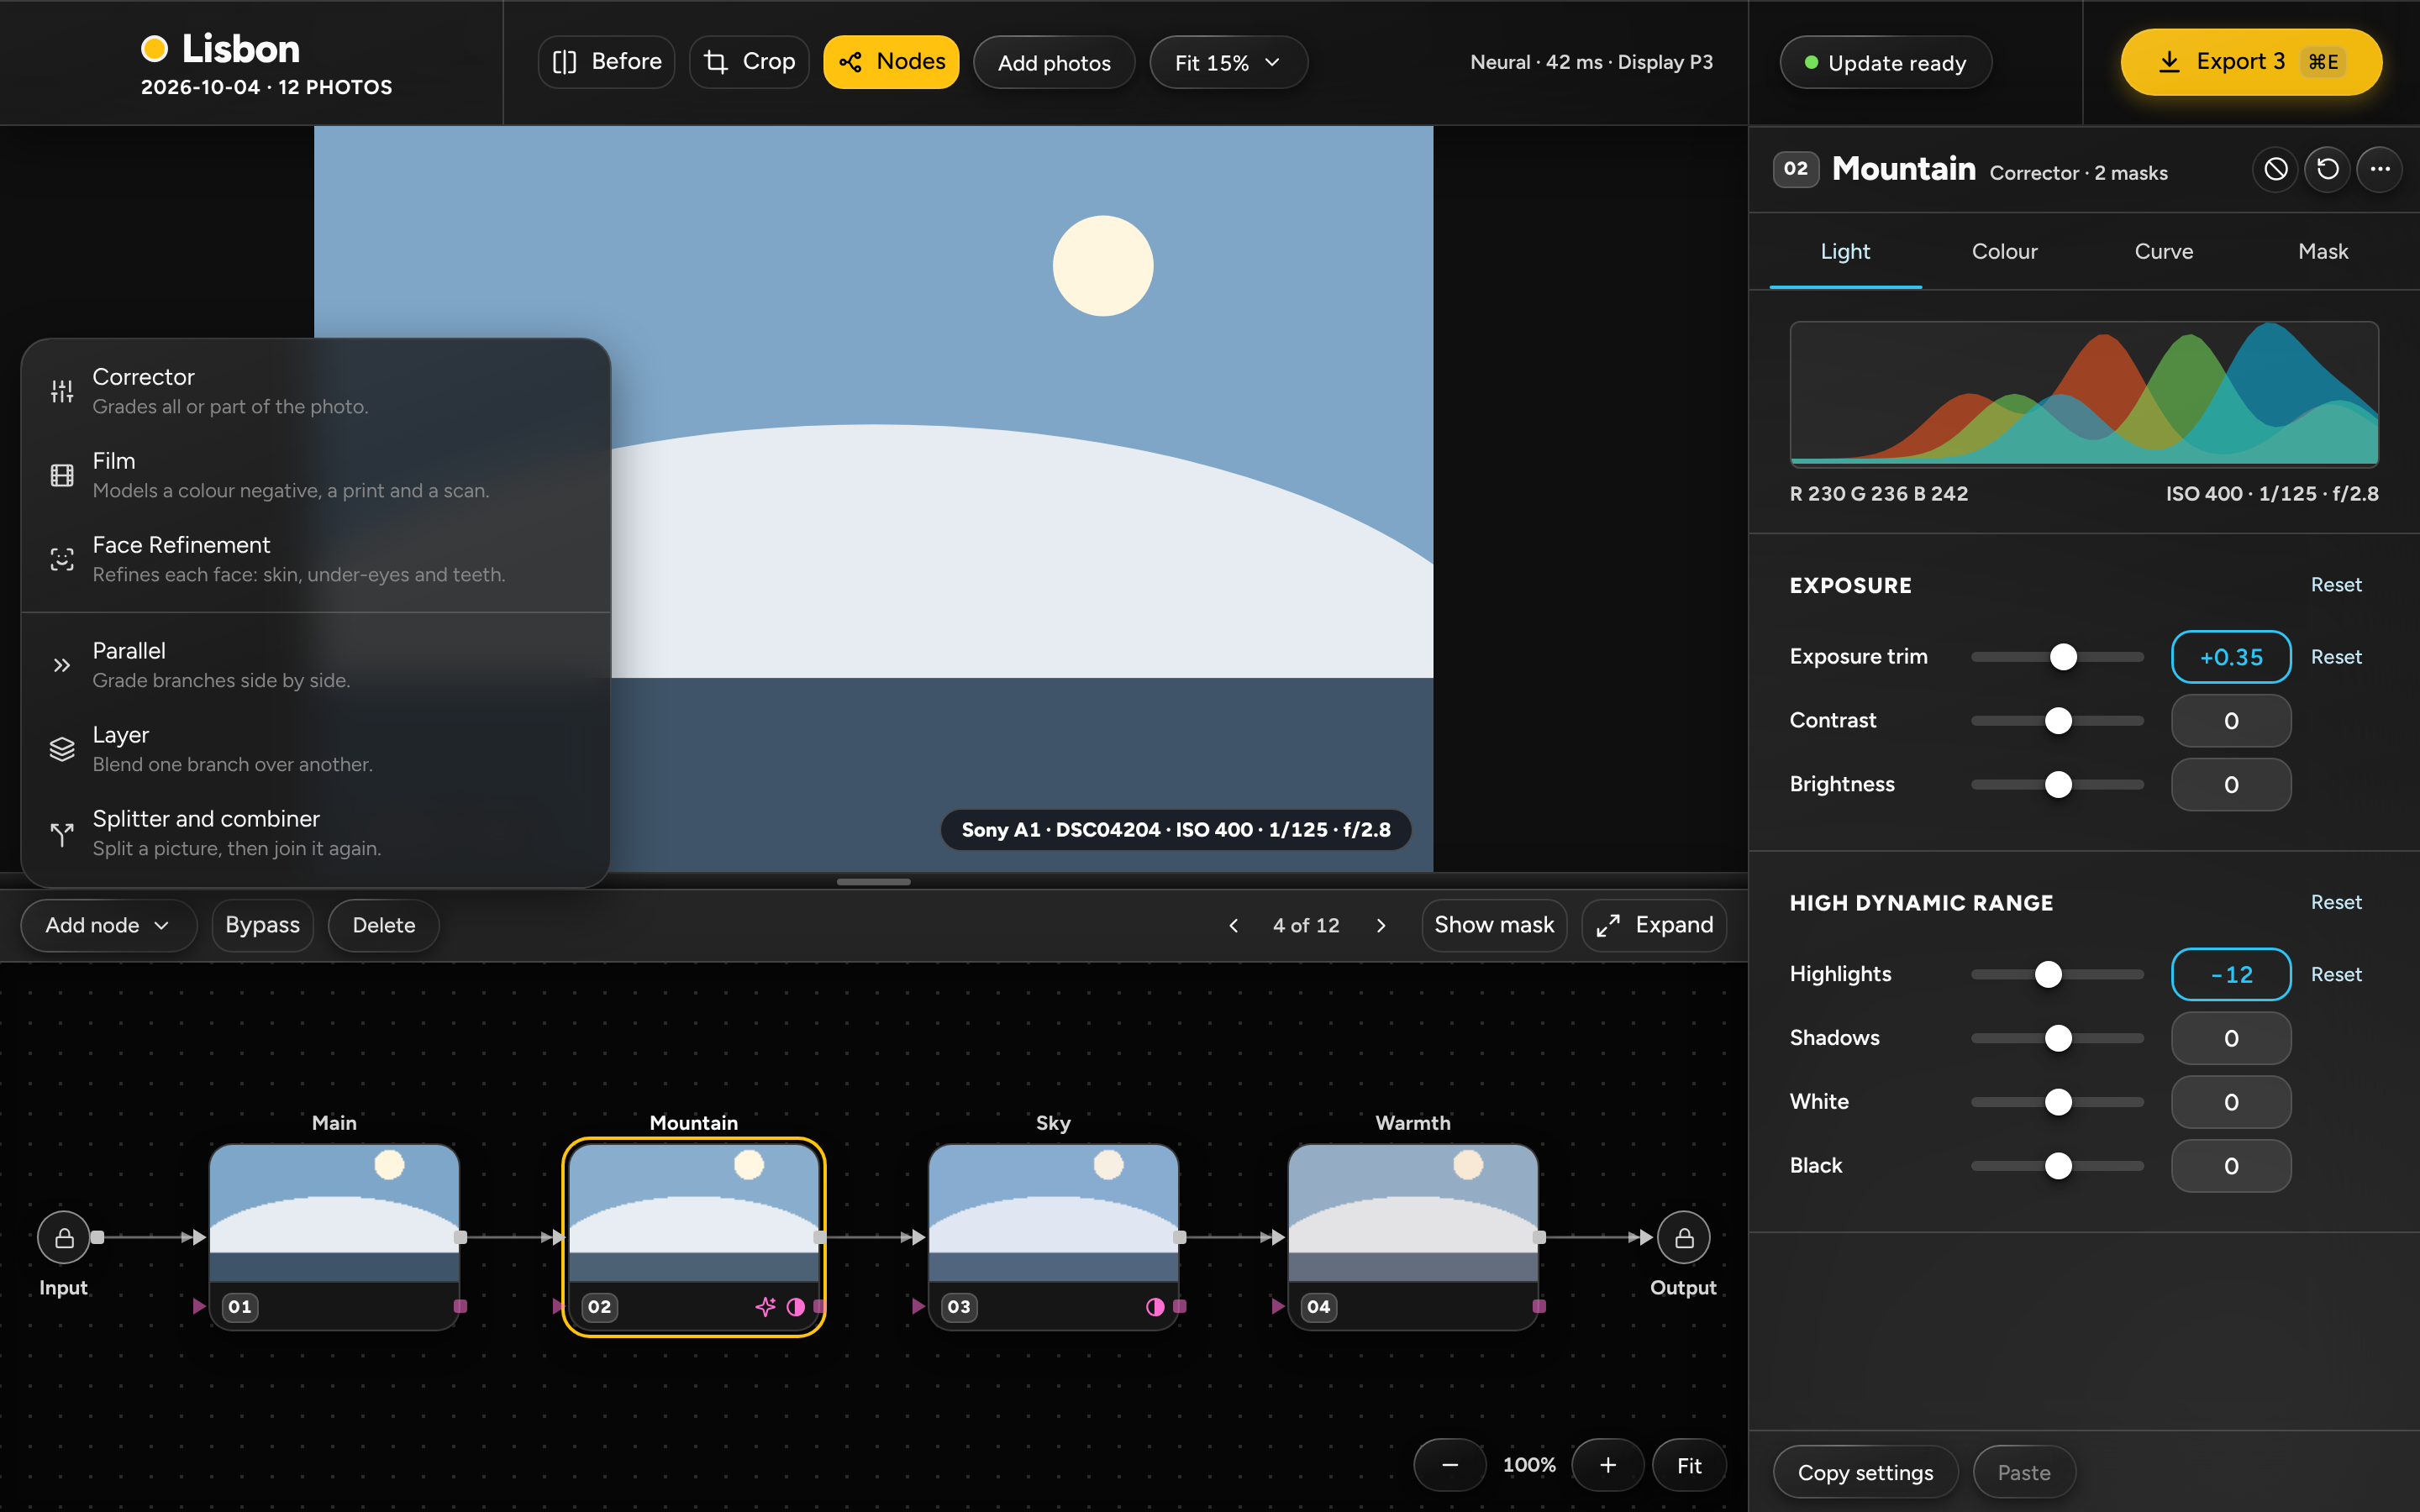 Lisbon
2026-10-04 · 12 PHOTOS
Before
Crop
Nodes
Add photos
Fit 15%
Neural · 42 ms · Display P3
Update ready
Export 3 ⌘E
02 Mountain Corrector · 2 masks
Light Colour Curve Mask
R 230 G 236 B 242
ISO 400 · 1/125 · f/2.8
EXPOSURE Reset
Exposure trim +0.35 Reset
Contrast 0
Brightness 0
HIGH DYNAMIC RANGE Reset
Highlights −12 Reset
Shadows 0
White 0
Black 0
Copy settings
Paste
Corrector
Grades all or part of the photo.
Film
Models a colour negative, a print and a scan.
Face Refinement
Refines each face: skin, under-eyes and teeth.
Parallel
Grade branches side by side.
Layer
Blend one branch over another.
Splitter and combiner
Split a picture, then join it again.
Sony A1 · DSC04204 · ISO 400 · 1/125 · f/2.8
Add node
Bypass
Delete
4 of 12
Show mask
Expand
Main
Mountain
Sky
Warmth
Input
Output
01
02
03
04
100%
Fit